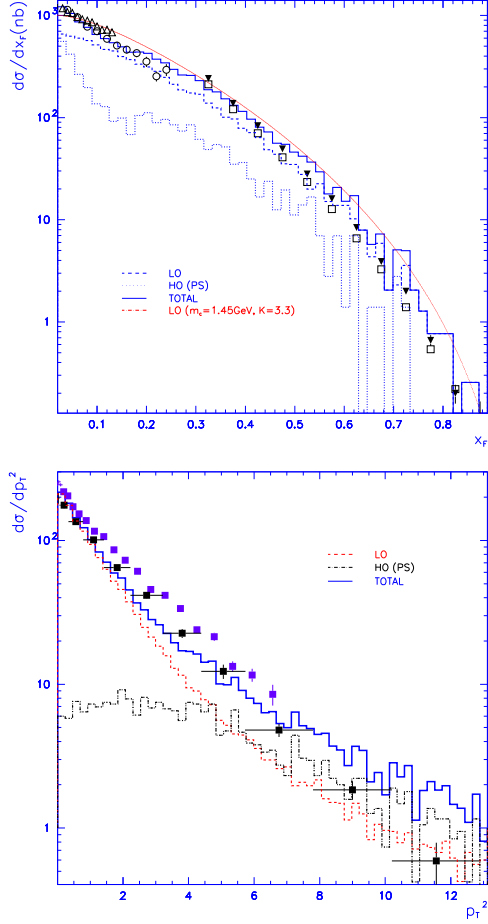 dσ/dx_F(nb)
10³
10²
10
1
LO
HO (PS)
TOTAL
LO (m_c=1.45GeV, K=3.3)
0.1 0.2 0.3 0.4 0.5 0.6 0.7 0.8
x_F
dσ/dp_T²
10²
10
1
LO
HO (PS)
TOTAL
2 4 6 8 10 12
p_T²